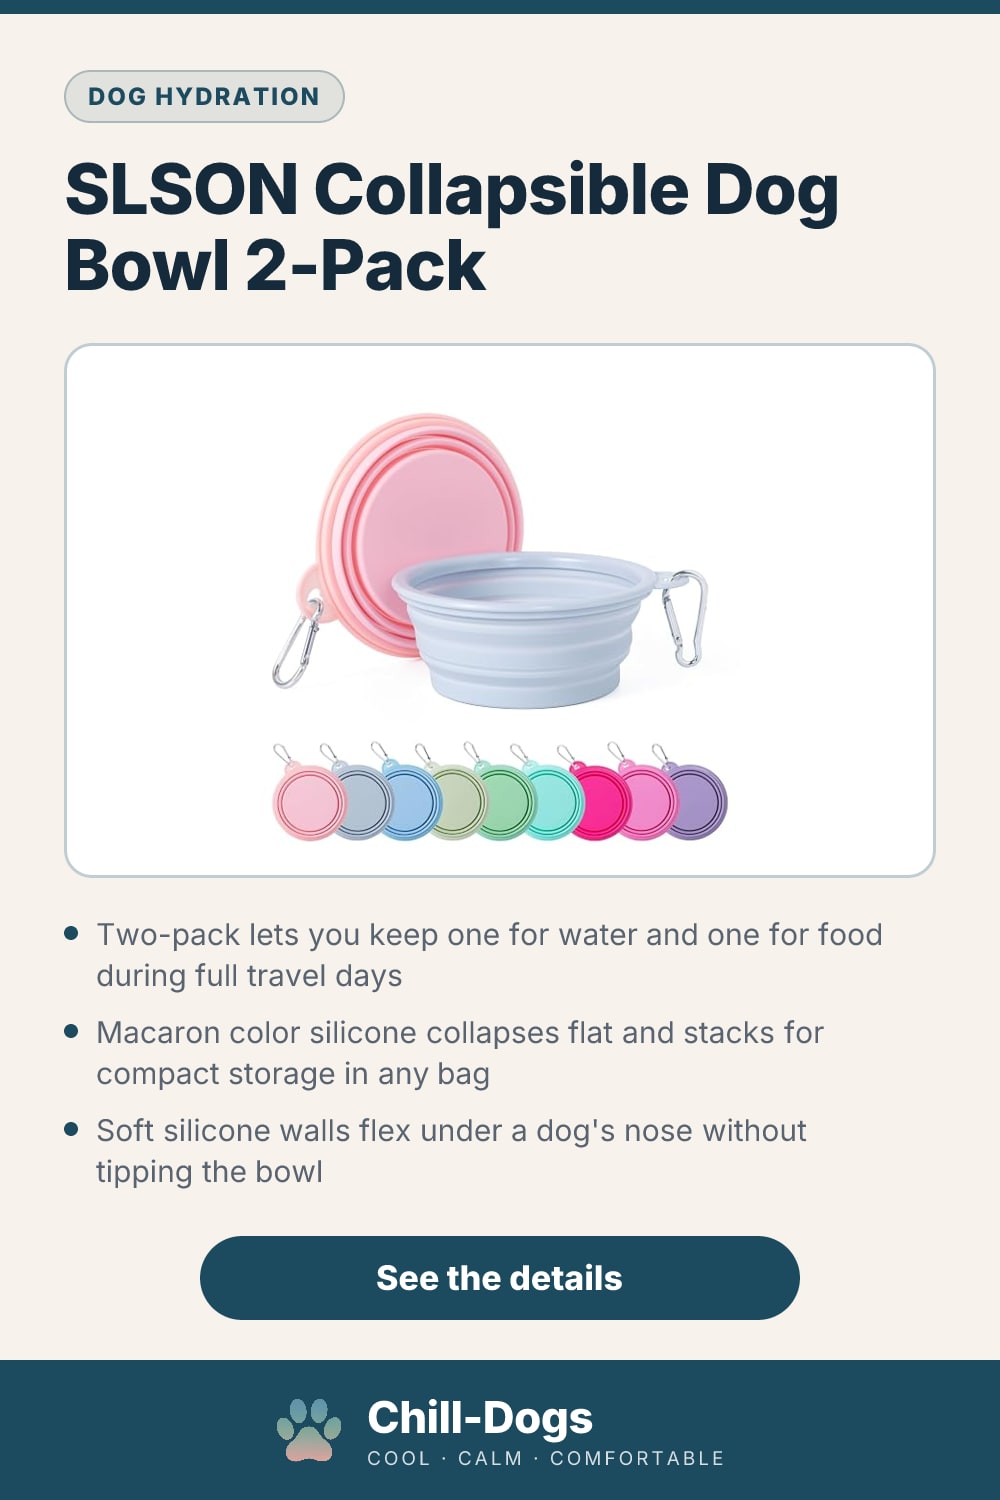 DOG HYDRATION
SLSON Collapsible Dog
Bowl 2-Pack
Two-pack lets you keep one for water and one for food
during full travel days
Macaron color silicone collapses flat and stacks for
compact storage in any bag
Soft silicone walls flex under a dog's nose without
tipping the bowl
See the details
Chill-Dogs
COOL · CALM · COMFORTABLE